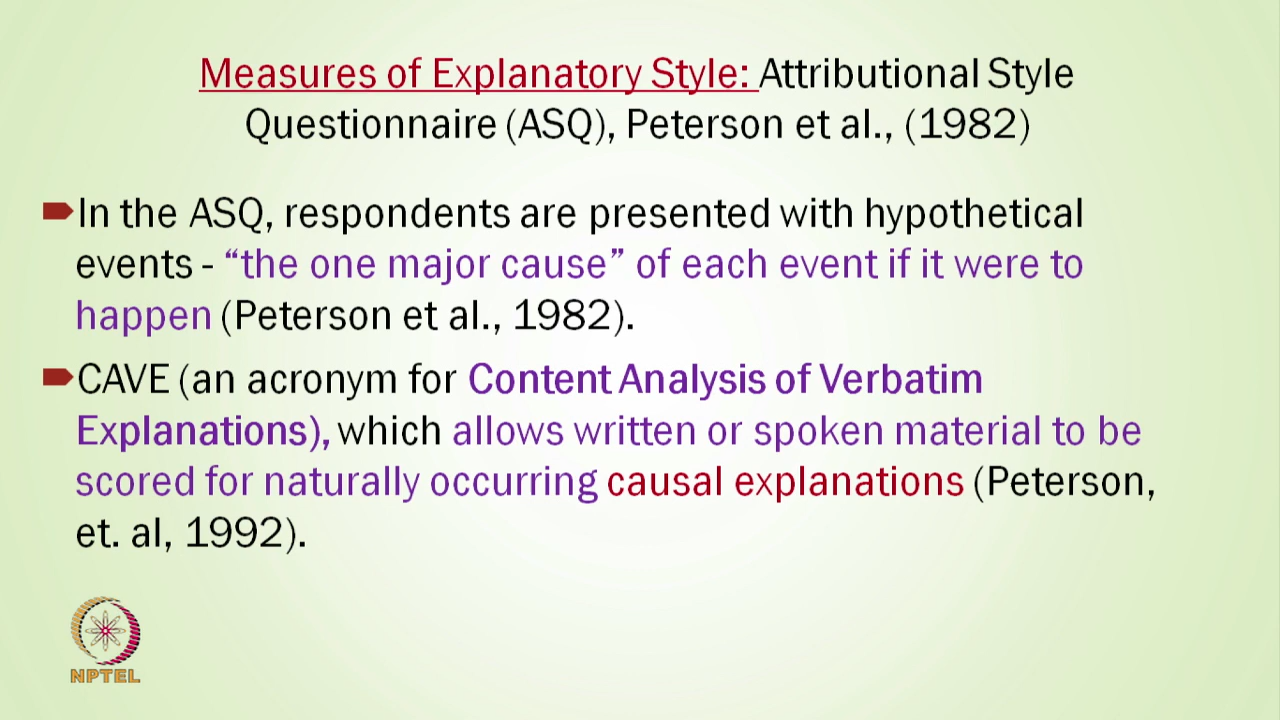 Measures of Explanatory Style: Attributional Style
Questionnaire (ASQ), Peterson et al., (1982)
In the ASQ, respondents are presented with hypothetical
events - “the one major cause” of each event if it were to
happen (Peterson et al., 1982).
CAVE (an acronym for Content Analysis of Verbatim
Explanations), which allows written or spoken material to be
scored for naturally occurring causal explanations (Peterson,
et. al, 1992).
NPTEL